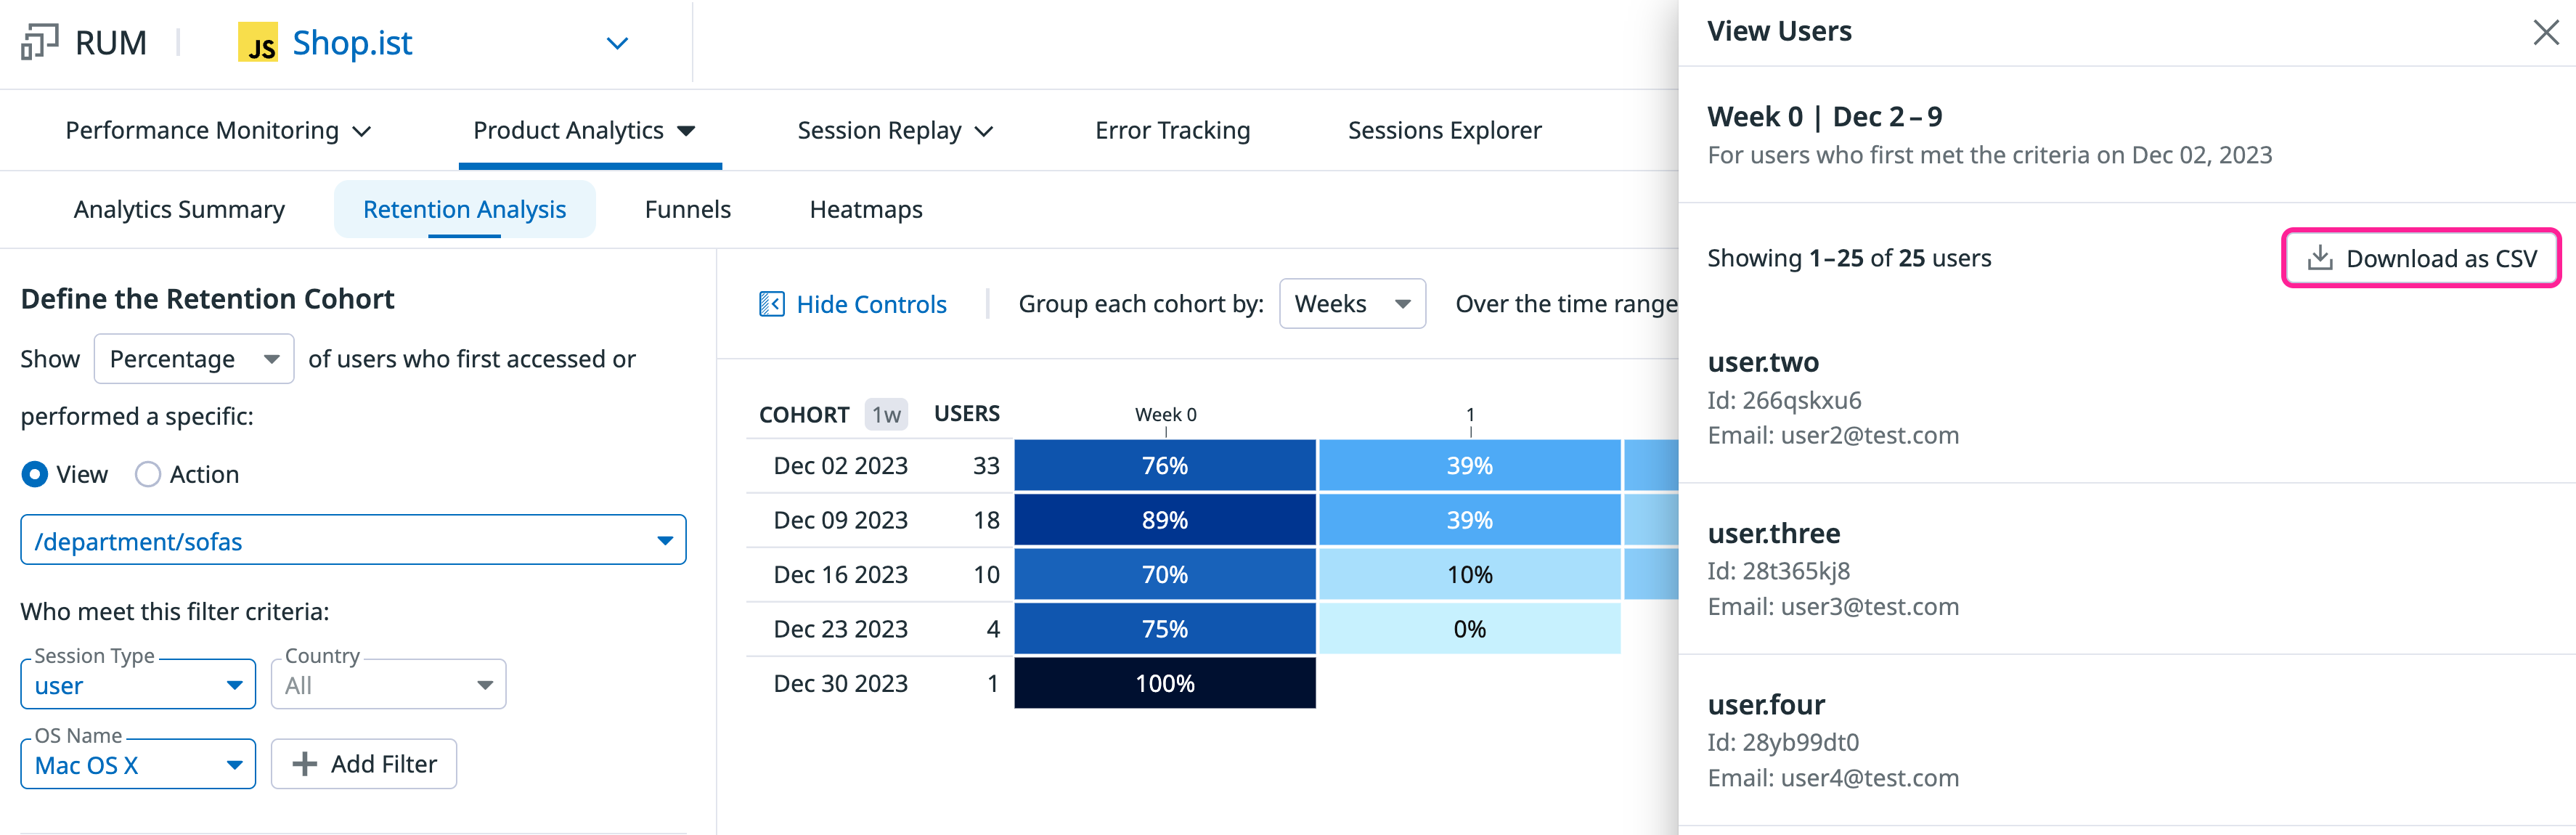 RUM
JS Shop.ist
Performance Monitoring
Product Analytics
Session Replay
Error Tracking
Sessions Explorer
Analytics Summary
Retention Analysis
Funnels
Heatmaps
Define the Retention Cohort
Show Percentage of users who first accessed or
performed a specific:
View Action
/department/sofas
Who meet this filter criteria:
Session Type
user
Country
All
OS Name
Mac OS X
Add Filter
Hide Controls
Group each cohort by: Weeks
Over the time range
COHORT 1w USERS Week 0 1
Dec 02 2023 33 76% 39%
Dec 09 2023 18 89% 39%
Dec 16 2023 10 70% 10%
Dec 23 2023 4 75% 0%
Dec 30 2023 1 100%
View Users
Week 0 | Dec 2 – 9
For users who first met the criteria on Dec 02, 2023
Showing 1–25 of 25 users
Download as CSV
user.two
Id: 266qskxu6
Email: user2@test.com
user.three
Id: 28t365kj8
Email: user3@test.com
user.four
Id: 28yb99dt0
Email: user4@test.com